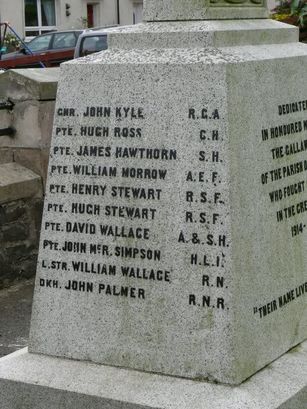 GNR. JOHN KYLE R.G.A.
PTE. HUGH ROSS G.H.
PTE. JAMES HAWTHORN S.H.
PTE. WILLIAM MORROW A.E.F.
PTE. HENRY STEWART R.S.F.
PTE. HUGH STEWART R.S.F.
PTE. DAVID WALLACE A.&S.H.
PTE. JOHN McR. SIMPSON H.L.I.
L.STR. WILLIAM WALLACE R.N.
DKH. JOHN PALMER R.N.R.
DEDICATE
IN HONOURED M
THE GALLAN
OF THE PARISH O
WHO FOUGH
IN THE GRE
1914-
"THEIR NAME LIVE